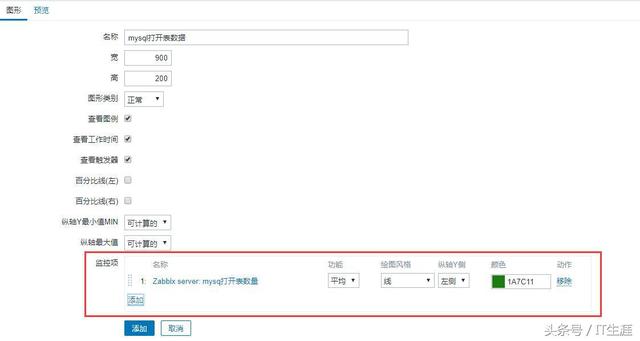 图形 预览
名称 mysql打开表数据
宽 900
高 200
图形类别 正常
查看图例
查看工作时间
查看触发器
百分比线(左)
百分比线(右)
纵轴Y最小值MIN 可计算的
纵轴最大值 可计算的
监控项 名称 功能 绘图风格 纵轴Y侧 颜色 动作
1: Zabbix server: mysq打开表数量 平均 线 左侧 1A7C11 移除
添加
添加 取消
头条号 / IT生涯